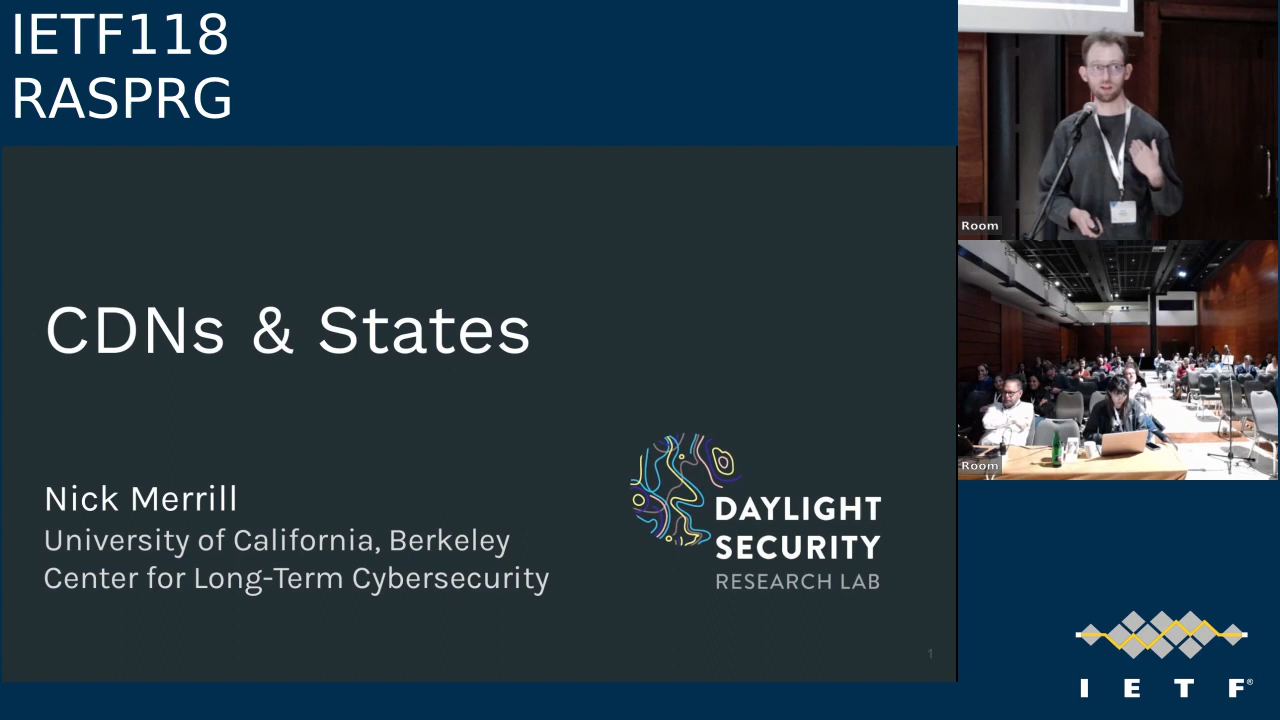 IETF118
RASPRG
CDNs & States
Nick Merrill
University of California, Berkeley
Center for Long-Term Cybersecurity
DAYLIGHT
SECURITY
RESEARCH LAB
1
Room
Room
I E T F®